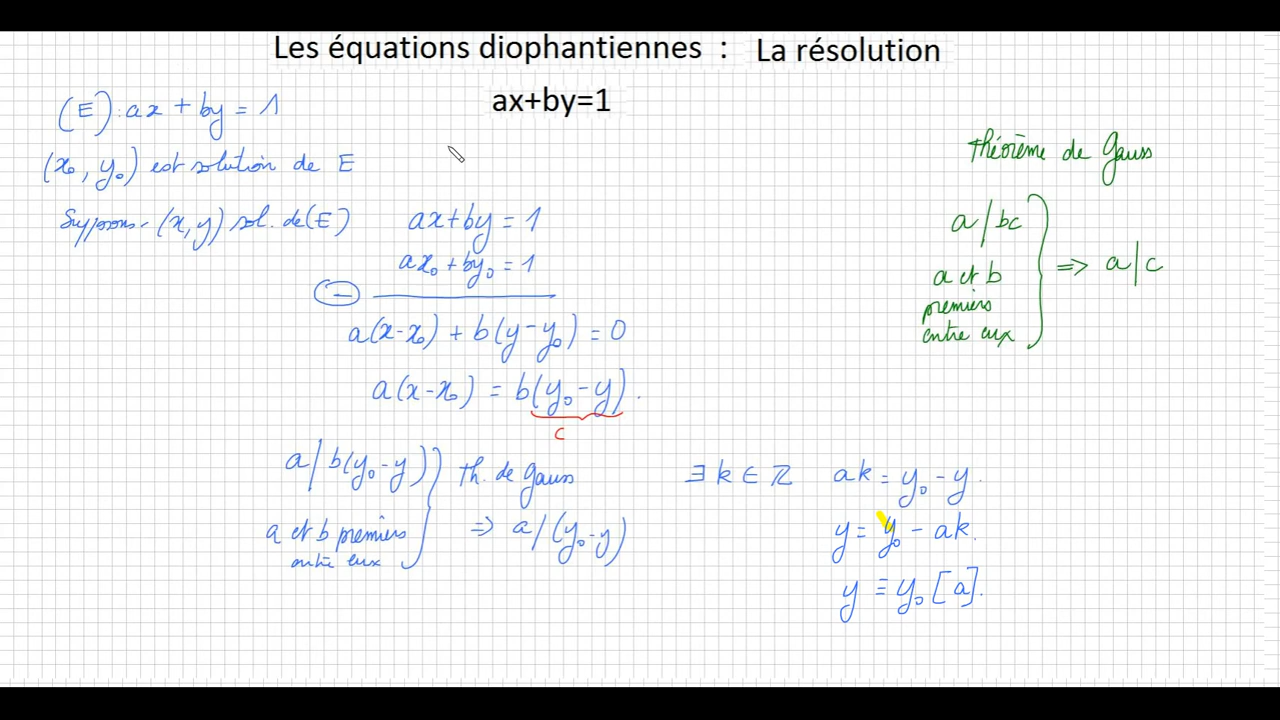 Les équations diophantiennes : La résolution
ax+by=1
(E): ax + by = 1
(x₀, y₀) est solution de E
Supposons (x, y) sol. de (E)
ax+by = 1
ax₀ + by₀ = 1
−
a(x-x₀) + b(y-y₀) = 0
a(x-x₀) = b(y₀-y).
c
a | b(y₀-y)
a et b premiers
entre eux
th. de Gauss
=> a | (y₀-y)
∃ k ∈ ℤ ak = y₀ - y.
y = y₀ - ak.
y ≡ y₀ [a].
théorème de Gauss
a | bc
a et b
premiers
entre eux
=> a | c